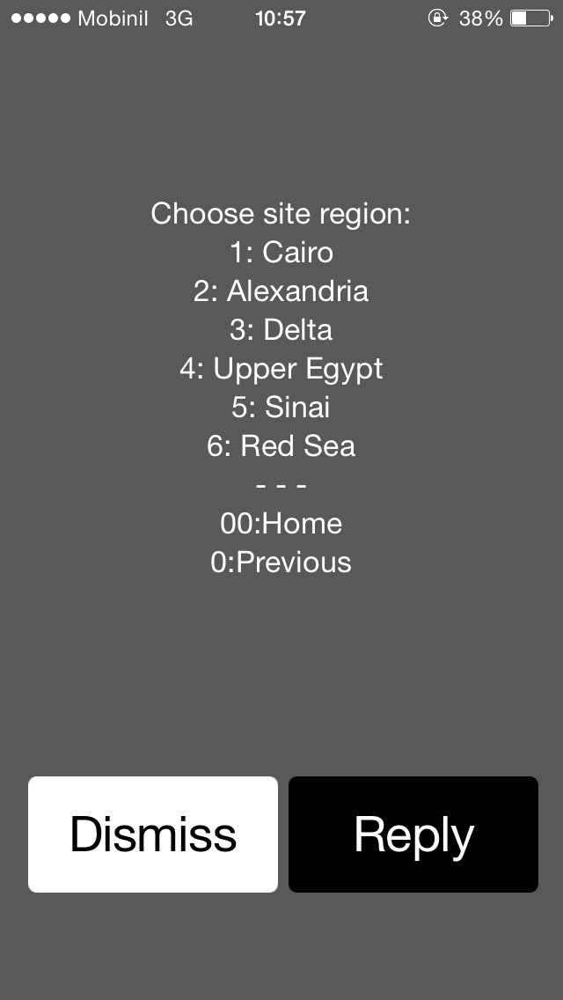 Mobinil 3G 10:57 38%
Choose site region:
1: Cairo
2: Alexandria
3: Delta
4: Upper Egypt
5: Sinai
6: Red Sea
- - -
00:Home
0:Previous
Dismiss Reply